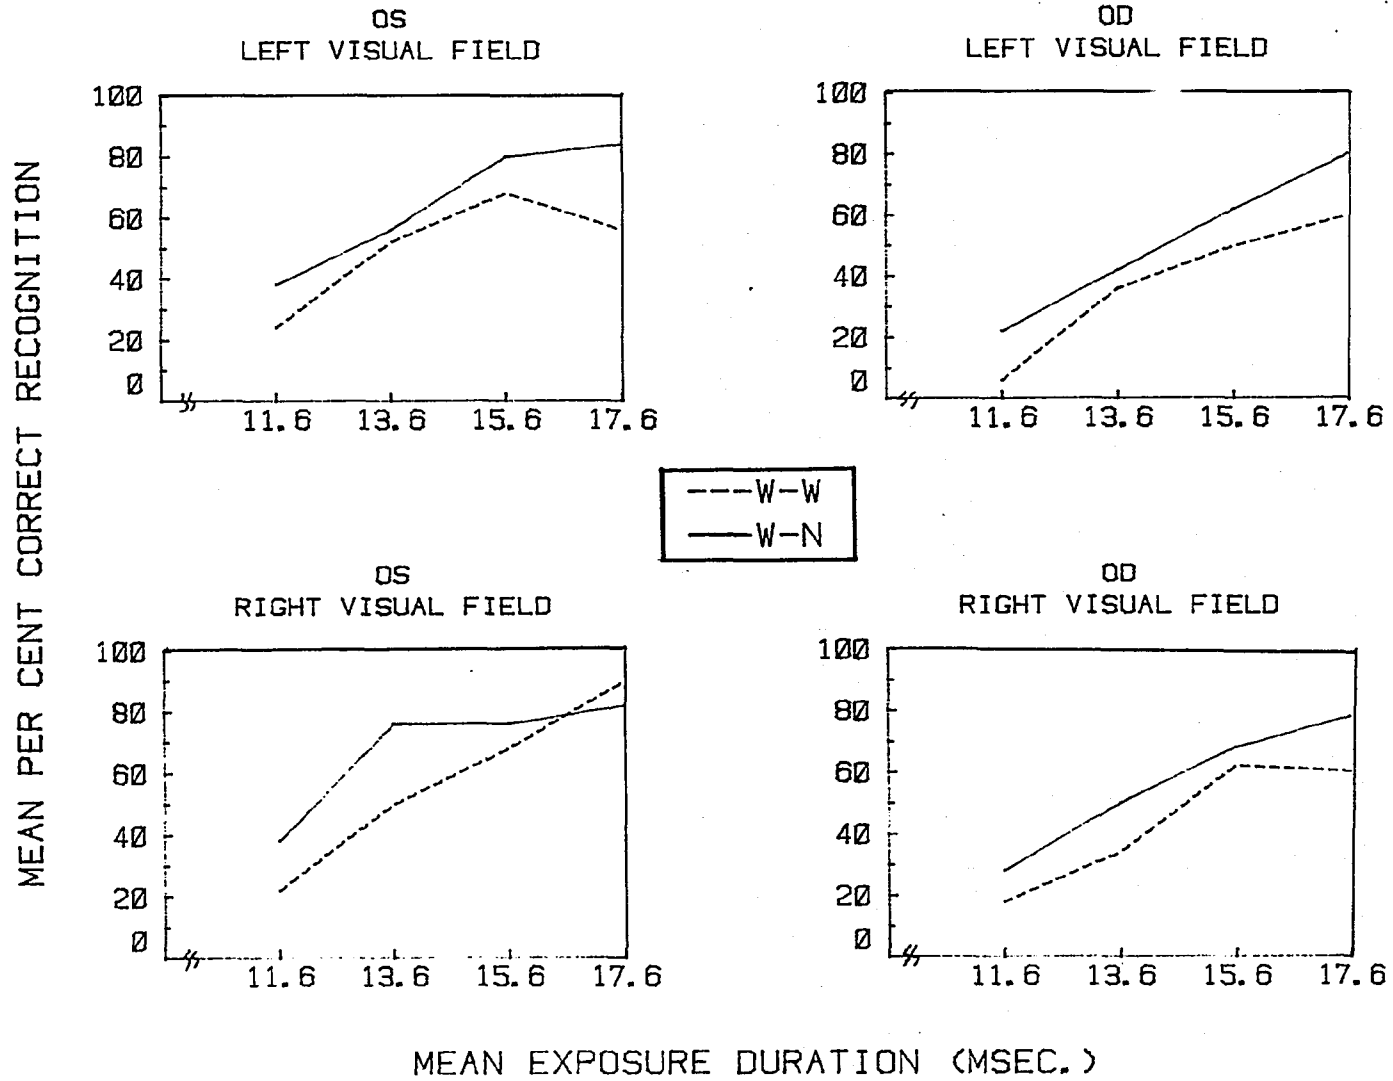 MEAN PER CENT CORRECT RECOGNITION
OS
LEFT VISUAL FIELD
100
80
60
40
20
0
11.6 13.6 15.6 17.6
OD
LEFT VISUAL FIELD
100
80
60
40
20
0
11.6 13.6 15.6 17.6
W-W
W-N
OS
RIGHT VISUAL FIELD
100
80
60
40
20
0
11.6 13.6 15.6 17.6
OD
RIGHT VISUAL FIELD
100
80
60
40
20
0
11.6 13.6 15.6 17.6
MEAN EXPOSURE DURATION (MSEC.)